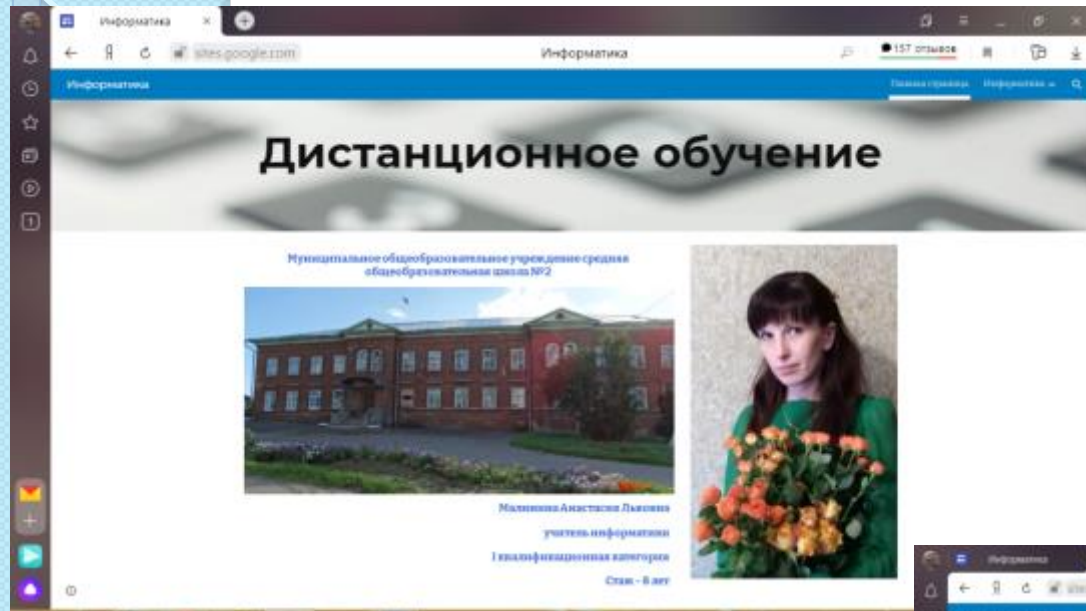 Информатика
sites.google.com
Информатика
157 отзывов
Информатика
Главная страница
Информатика
Дистанционное обучение
Муниципальное общеобразовательное учреждение средняя
общеобразовательная школа №2
Анастасия Львовна
учитель информатики
I квалификационная категория
Стаж - 8 лет
Информатика